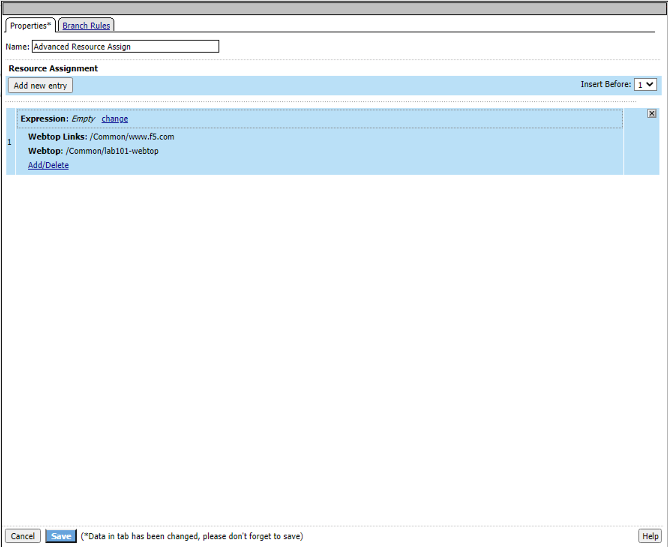 Properties* Branch Rules
Name: Advanced Resource Assign
Resource Assignment
Add new entry Insert Before: 1
Expression: Empty change
1
Webtop Links: /Common/www.f5.com
Webtop: /Common/lab101-webtop
Add/Delete
Cancel Save (*Data in tab has been changed, please don't forget to save) Help